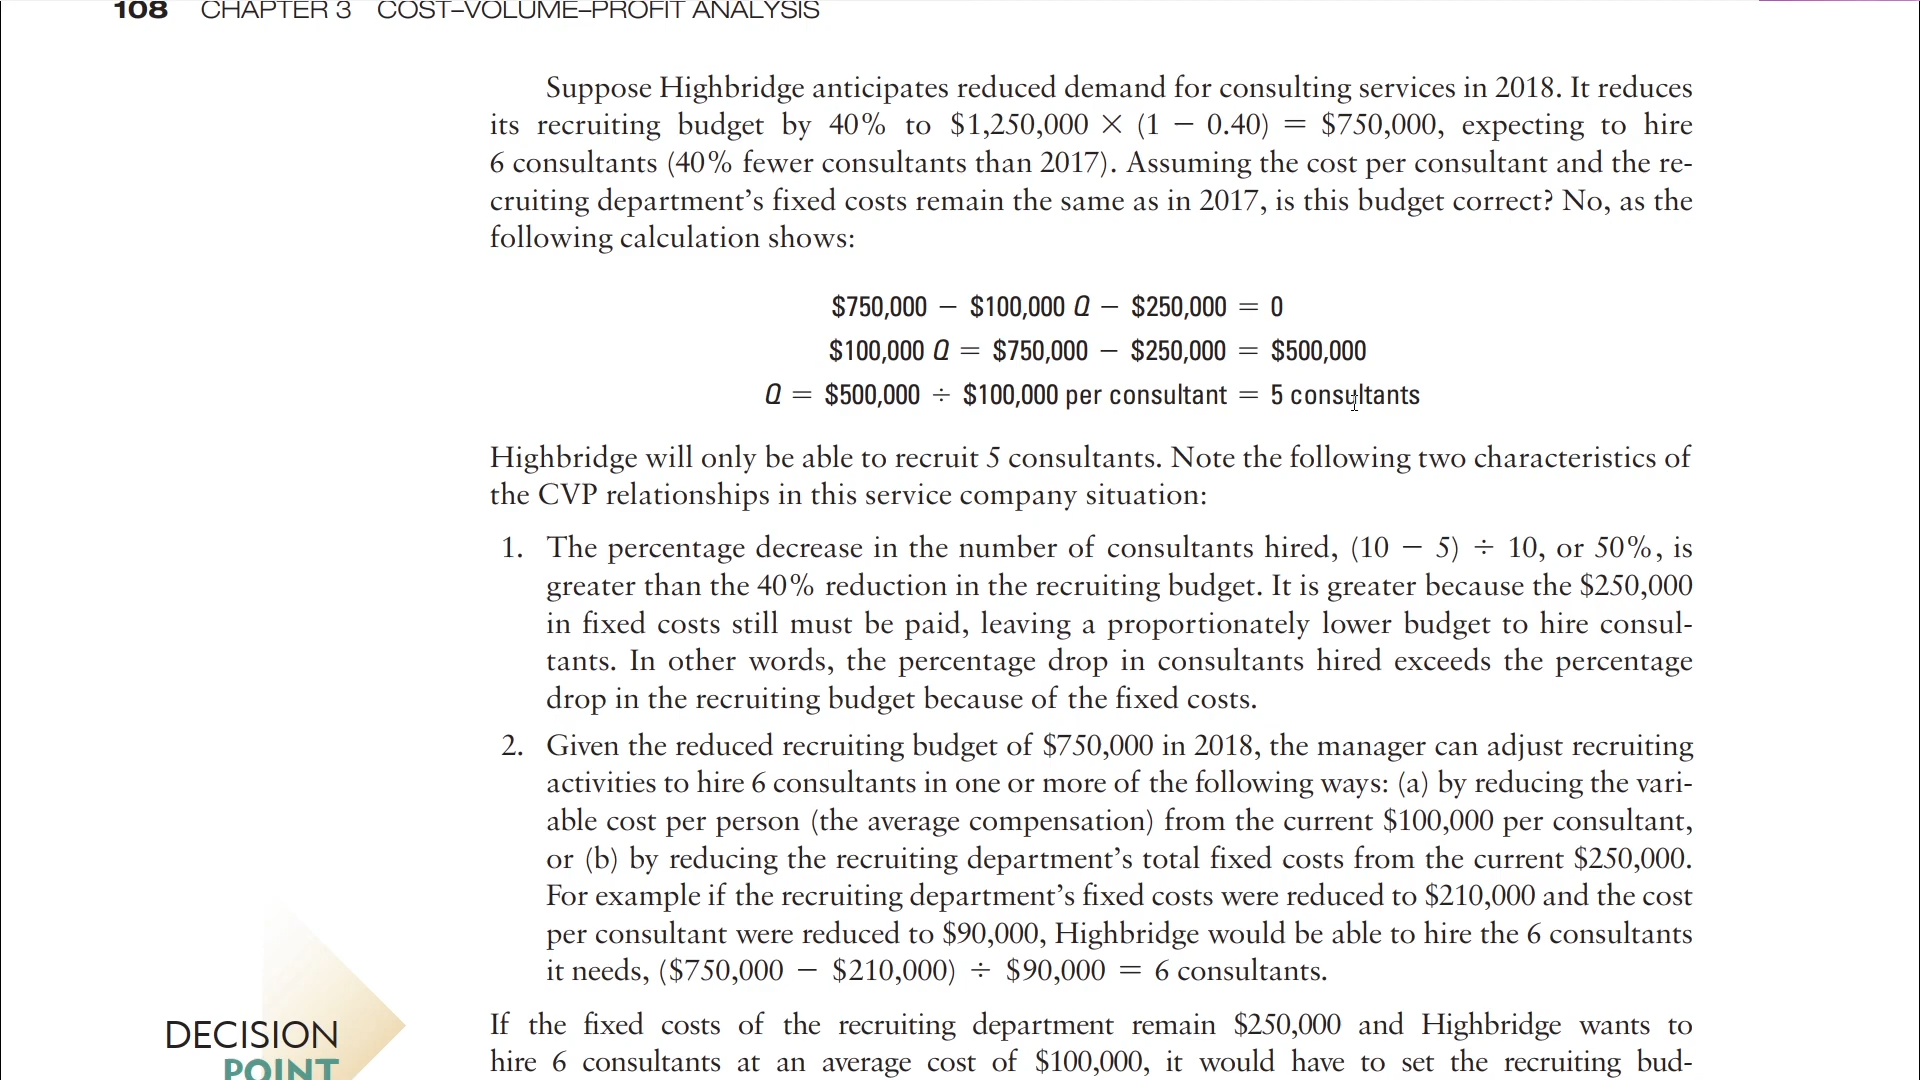 108 CHAPTER 3 COST–VOLUME–PROFIT ANALYSIS
Suppose Highbridge anticipates reduced demand for consulting services in 2018. It reduces
its recruiting budget by 40% to $1,250,000 × (1 − 0.40) = $750,000, expecting to hire
6 consultants (40% fewer consultants than 2017). Assuming the cost per consultant and the re-
cruiting department’s fixed costs remain the same as in 2017, is this budget correct? No, as the
following calculation shows:
$750,000 − $100,000 Q − $250,000 = 0
$100,000 Q = $750,000 − $250,000 = $500,000
Q = $500,000 ÷ $100,000 per consultant = 5 consultants
Highbridge will only be able to recruit 5 consultants. Note the following two characteristics of
the CVP relationships in this service company situation:
1. The percentage decrease in the number of consultants hired, (10 − 5) ÷ 10, or 50%, is
greater than the 40% reduction in the recruiting budget. It is greater because the $250,000
in fixed costs still must be paid, leaving a proportionately lower budget to hire consul-
tants. In other words, the percentage drop in consultants hired exceeds the percentage
drop in the recruiting budget because of the fixed costs.
2. Given the reduced recruiting budget of $750,000 in 2018, the manager can adjust recruiting
activities to hire 6 consultants in one or more of the following ways: (a) by reducing the vari-
able cost per person (the average compensation) from the current $100,000 per consultant,
or (b) by reducing the recruiting department’s total fixed costs from the current $250,000.
For example if the recruiting department’s fixed costs were reduced to $210,000 and the cost
per consultant were reduced to $90,000, Highbridge would be able to hire the 6 consultants
it needs, ($750,000 − $210,000) ÷ $90,000 = 6 consultants.
If the fixed costs of the recruiting department remain $250,000 and Highbridge wants to
hire 6 consultants at an average cost of $100,000, it would have to set the recruiting bud-
DECISION
POINT